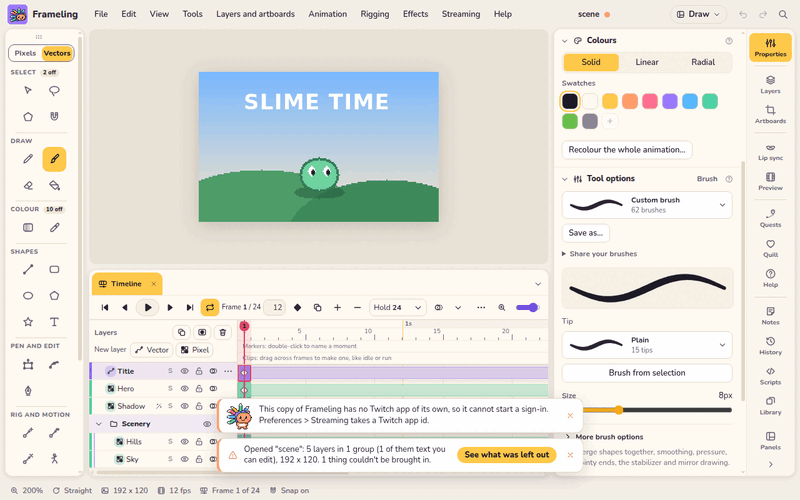 Frameling
File Edit View Tools Layers and artboards Animation Rigging Effects Streaming Help
scene
Draw
Pixels Vectors
SELECT 2 off
DRAW
COLOUR 10 off
SHAPES
PEN AND EDIT
RIG AND MOTION
SLIME TIME
Timeline
Frame 1 / 24 12 Hold 24
Layers
New layer Vector Pixel
1 5 10 1s 15 20
Markers: double-click to name a moment
Clips: drag across frames to make one, like idle or run
Title S
Hero S
Shadow S
Scenery
Hills S
Sky S
This copy of Frameling has no Twitch app of its own, so it cannot start a sign-in.
Preferences > Streaming takes a Twitch app id.
Opened "scene": 5 layers in 1 group (1 of them text you
can edit), 192 x 120. 1 thing couldn't be brought in.
See what was left out
Colours
Solid Linear Radial
Swatches
Recolour the whole animation...
Tool options Brush
Custom brush
62 brushes
Save as...
Share your brushes
Tip
Plain
15 tips
Brush from selection
Size 8px
More brush options
erge shapes together, smoothing, pressure,
ointy ends, the stabilizer and mirror drawing.
Properties
Layers
Artboards
Lip sync
Preview
Quests
Quill
Help
Notes
History
Scripts
Library
Panels
200% Straight 192 x 120 12 fps Frame 1 of 24 Snap on